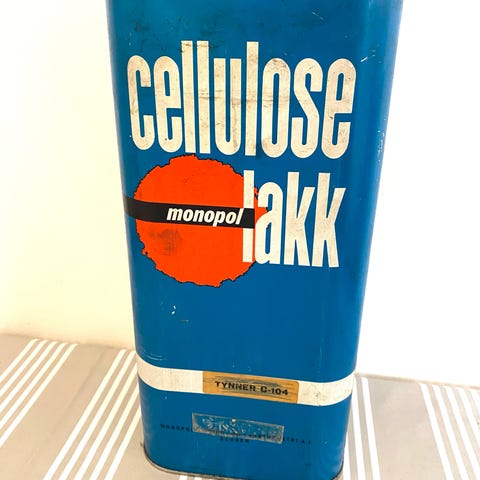 cellulose
monopol
lakk
TYNNER C-104